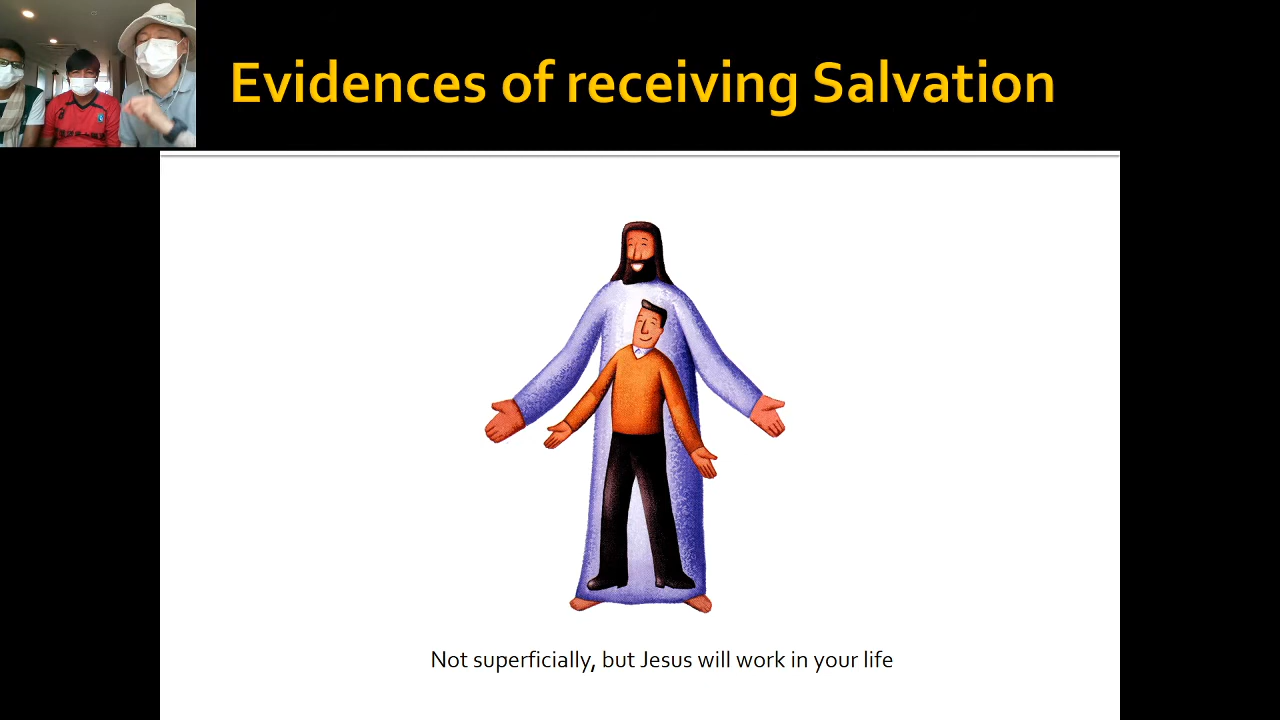 Evidences of receiving Salvation
Not superficially, but Jesus will work in your life